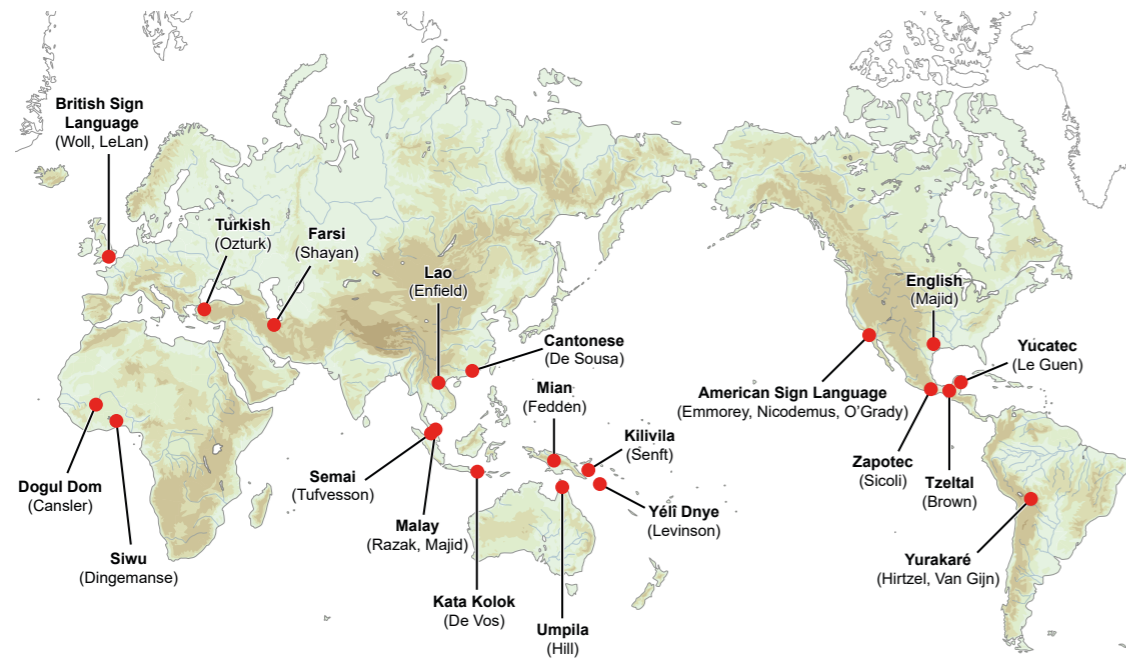 British Sign
Language
(Woll, LeLan)
Turkish
(Ozturk)
Farsi
(Shayan)
Lao
(Enfield)
English
(Majid)
Cantonese
(De Sousa)
Yucatec
(Le Guen)
Mian
(Fedden)
American Sign Language
(Emmorey, Nicodemus, O'Grady)
Kilivila
(Senft)
Zapotec
(Sicoli)
Semai
(Tufvesson)
Tzeltal
(Brown)
Dogul Dom
(Cansler)
Yélî Dnye
(Levinson)
Malay
(Razak, Majid)
Siwu
(Dingemanse)
Yurakaré
(Hirtzel, Van Gijn)
Kata Kolok
(De Vos)
Umpila
(Hill)